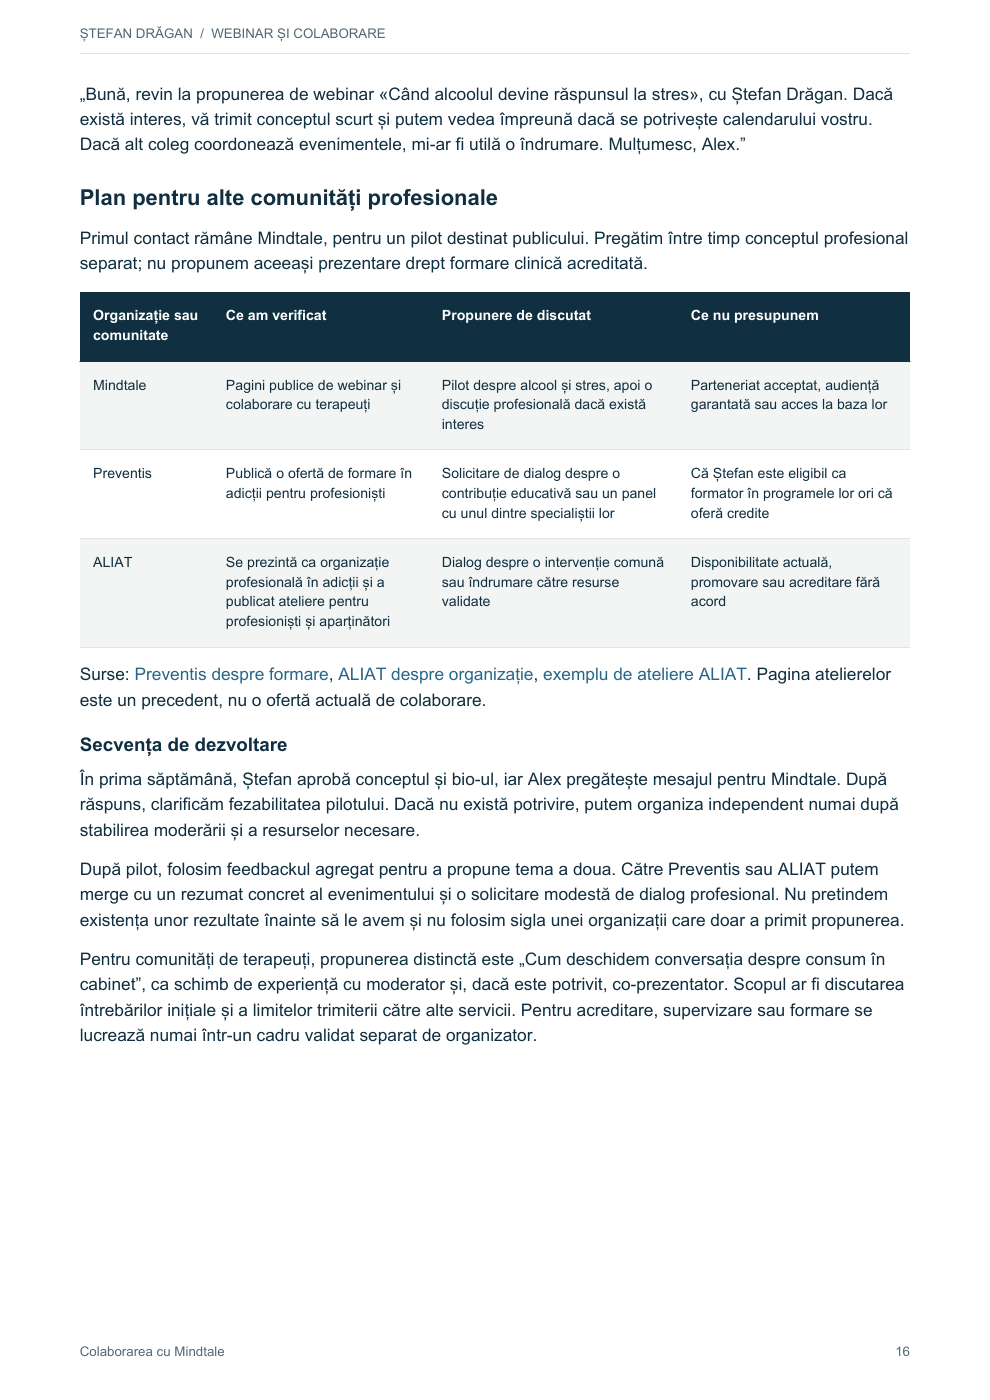 ȘTEFAN DRĂGAN / WEBINAR ȘI COLABORARE
„Bună, revin la propunerea de webinar «Când alcoolul devine răspunsul la stres», cu Ștefan Drăgan. Dacă
există interes, vă trimit conceptul scurt și putem vedea împreună dacă se potrivește calendarului vostru.
Dacă alt coleg coordonează evenimentele, mi-ar fi utilă o îndrumare. Mulțumesc, Alex.”
Plan pentru alte comunități profesionale
Primul contact rămâne Mindtale, pentru un pilot destinat publicului. Pregătim între timp conceptul profesional
separat; nu propunem aceeași prezentare drept formare clinică acreditată.
Organizație sau
comunitate
Ce am verificat
Propunere de discutat
Ce nu presupunem
Mindtale
Pagini publice de webinar și
colaborare cu terapeuți
Pilot despre alcool și stres, apoi o
discuție profesională dacă există
interes
Parteneriat acceptat, audiență
garantată sau acces la baza lor
Preventis
Publică o ofertă de formare în
adicții pentru profesioniști
Solicitare de dialog despre o
contribuție educativă sau un panel
cu unul dintre specialiștii lor
Că Ștefan este eligibil ca
formator în programele lor ori că
oferă credite
ALIAT
Se prezintă ca organizație
profesională în adicții și a
publicat ateliere pentru
profesioniști și aparținători
Dialog despre o intervenție comună
sau îndrumare către resurse
validate
Disponibilitate actuală,
promovare sau acreditare fără
acord
Surse: Preventis despre formare, ALIAT despre organizație, exemplu de ateliere ALIAT. Pagina atelierelor
este un precedent, nu o ofertă actuală de colaborare.
Secvența de dezvoltare
În prima săptămână, Ștefan aprobă conceptul și bio-ul, iar Alex pregătește mesajul pentru Mindtale. După
răspuns, clarificăm fezabilitatea pilotului. Dacă nu există potrivire, putem organiza independent numai după
stabilirea moderării și a resurselor necesare.
După pilot, folosim feedbackul agregat pentru a propune tema a doua. Către Preventis sau ALIAT putem
merge cu un rezumat concret al evenimentului și o solicitare modestă de dialog profesional. Nu pretindem
existența unor rezultate înainte să le avem și nu folosim sigla unei organizații care doar a primit propunerea.
Pentru comunități de terapeuți, propunerea distinctă este „Cum deschidem conversația despre consum în
cabinet”, ca schimb de experiență cu moderator și, dacă este potrivit, co-prezentator. Scopul ar fi discutarea
întrebărilor inițiale și a limitelor trimiterii către alte servicii. Pentru acreditare, supervizare sau formare se
lucrează numai într-un cadru validat separat de organizator.
Colaborarea cu Mindtale
16